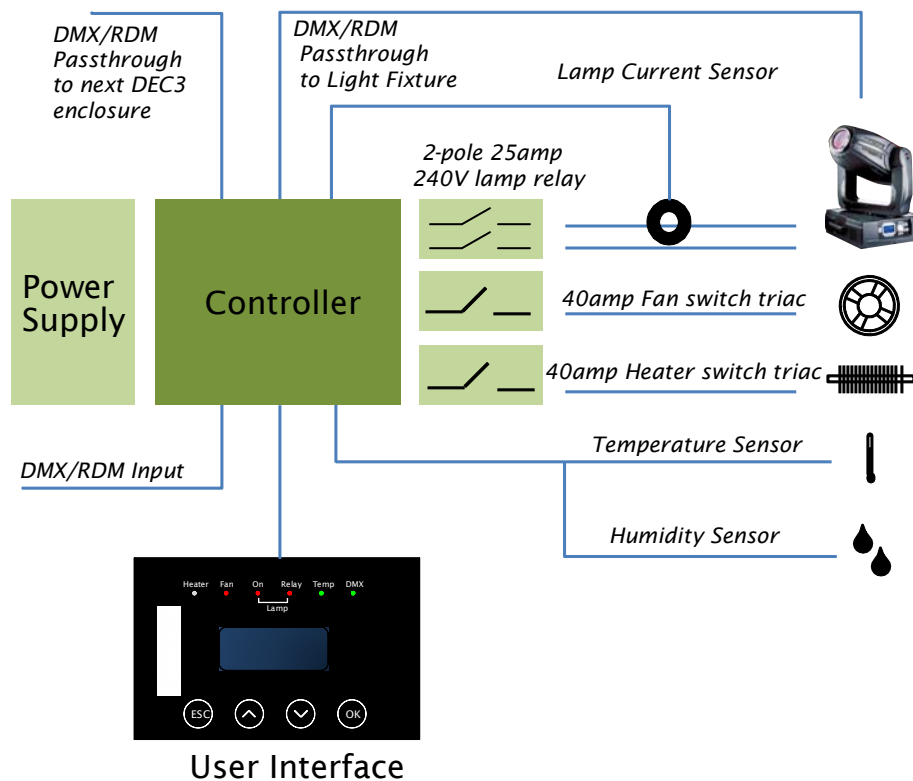 DMX/RDM
Passthrough
to next DEC3
enclosure
DMX/RDM
Passthrough
to Light Fixture
Lamp Current Sensor
2-pole 25amp
240V lamp relay
Power
Supply
Controller
40amp Fan switch triac
40amp Heater switch triac
Temperature Sensor
DMX/RDM Input
Humidity Sensor
Heater Fan On Relay Temp DMX
Lamp
ESC OK
User Interface